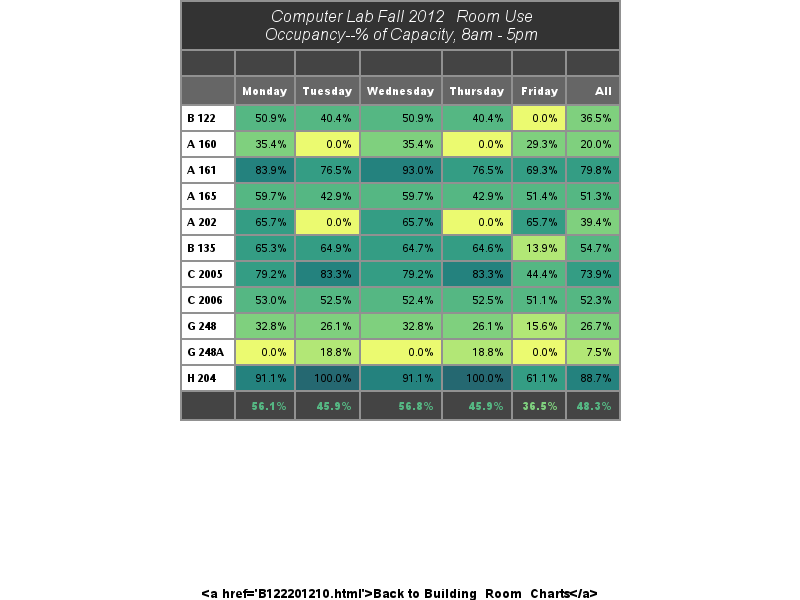 Computer Lab Fall 2012 Room Use
Occupancy--% of Capacity, 8am - 5pm
Monday Tuesday Wednesday Thursday Friday All
B 122 50.9% 40.4% 50.9% 40.4% 0.0% 36.5%
A 160 35.4% 0.0% 35.4% 0.0% 29.3% 20.0%
A 161 83.9% 76.5% 93.0% 76.5% 69.3% 79.8%
A 165 59.7% 42.9% 59.7% 42.9% 51.4% 51.3%
A 202 65.7% 0.0% 65.7% 0.0% 65.7% 39.4%
B 135 65.3% 64.9% 64.7% 64.6% 13.9% 54.7%
C 2005 79.2% 83.3% 79.2% 83.3% 44.4% 73.9%
C 2006 53.0% 52.5% 52.4% 52.5% 51.1% 52.3%
G 248 32.8% 26.1% 32.8% 26.1% 15.6% 26.7%
G 248A 0.0% 18.8% 0.0% 18.8% 0.0% 7.5%
H 204 91.1% 100.0% 91.1% 100.0% 61.1% 88.7%
56.1% 45.9% 56.8% 45.9% 36.5% 48.3%
<a href='B122201210.html'>Back to Building Room Charts</a>